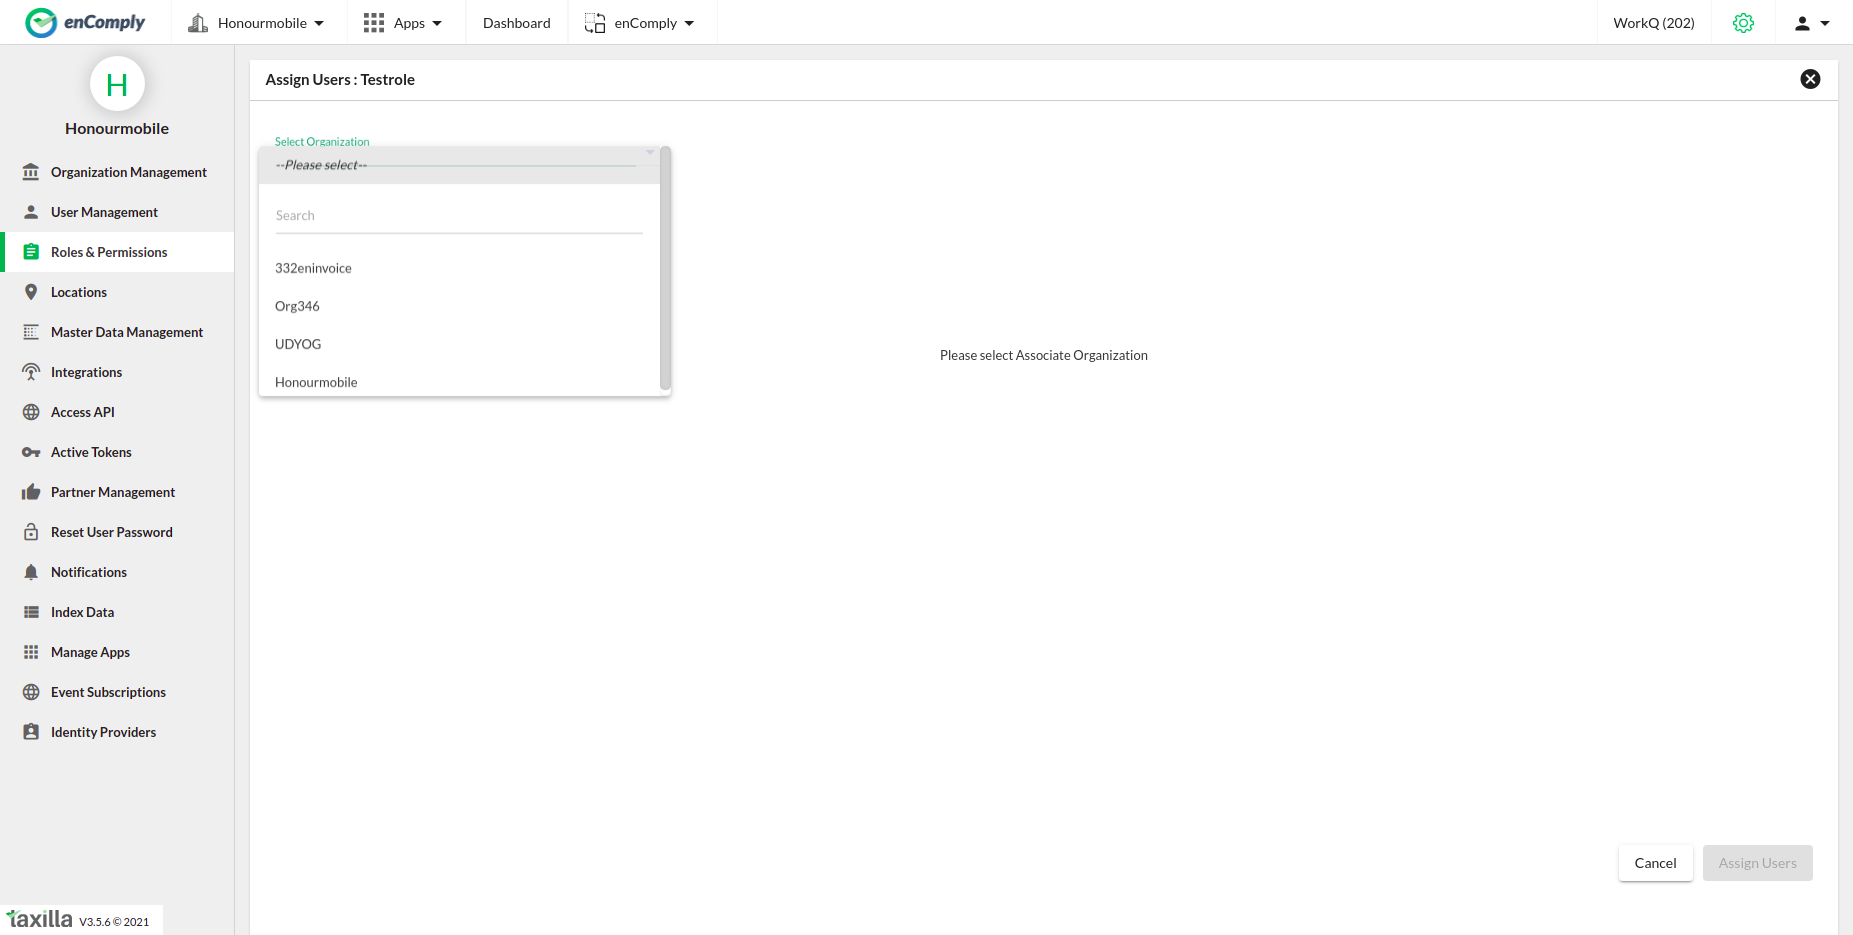 enComply
Honourmobile
Apps
Dashboard
enComply
WorkQ (202)
H
Honourmobile
Organization Management
User Management
Roles & Permissions
Locations
Master Data Management
Integrations
Access API
Active Tokens
Partner Management
Reset User Password
Notifications
Index Data
Manage Apps
Event Subscriptions
Identity Providers
taxilla V3.5.6 © 2021
Assign Users : Testrole
Select Organization
--Please select--
Search
332eninvoice
Org346
UDYOG
Honourmobile
Please select Associate Organization
Cancel
Assign Users